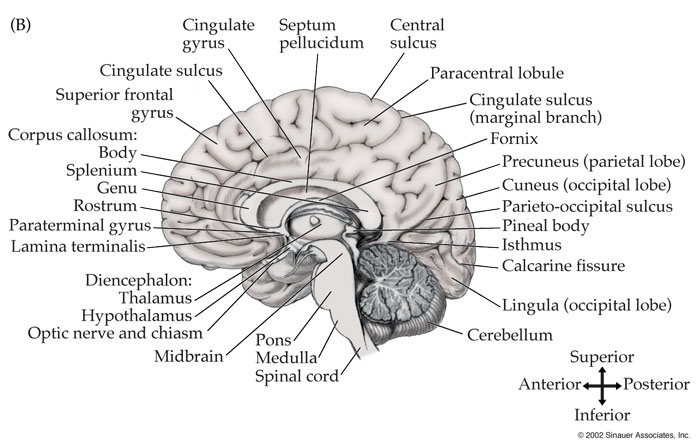 (B)
Cingulate
gyrus
Septum
pellucidum
Central
sulcus
Cingulate sulcus
Paracentral lobule
Superior frontal
gyrus
Cingulate sulcus
(marginal branch)
Corpus callosum:
Body
Splenium
Genu
Rostrum
Paraterminal gyrus
Lamina terminalis
Fornix
Precuneus (parietal lobe)
Cuneus (occipital lobe)
Parieto-occipital sulcus
Pineal body
Isthmus
Calcarine fissure
Lingula (occipital lobe)
Cerebellum
Diencephalon:
Thalamus
Hypothalamus
Optic nerve and chiasm
Midbrain
Pons
Medulla
Spinal cord
Superior
Anterior
Posterior
Inferior
© 2002 Sinauer Associates, Inc.